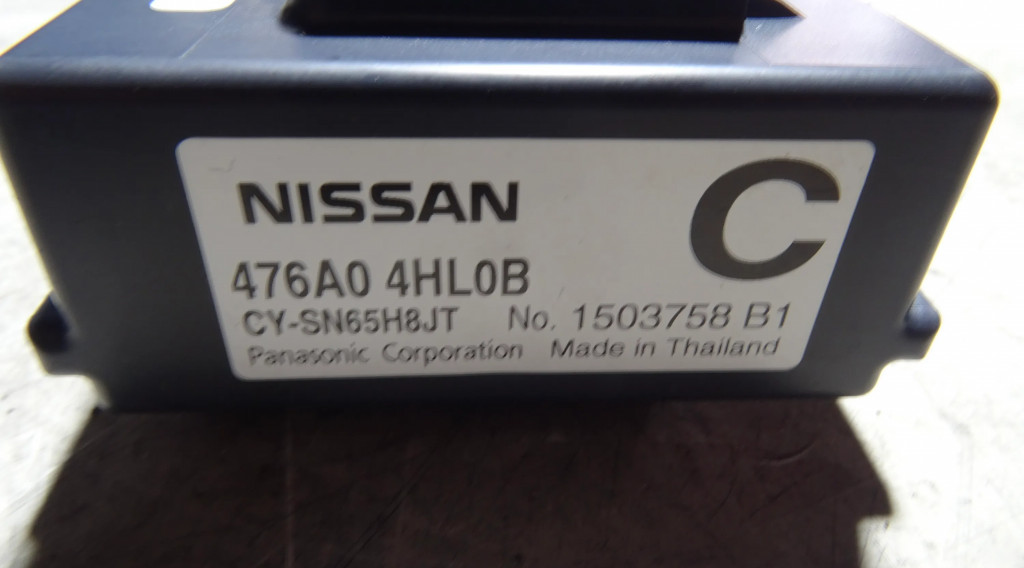 NISSAN C
476A0 4HL0B
CY-SN65H8JT No. 1503758 B1
Panasonic Corporation Made in Thailand